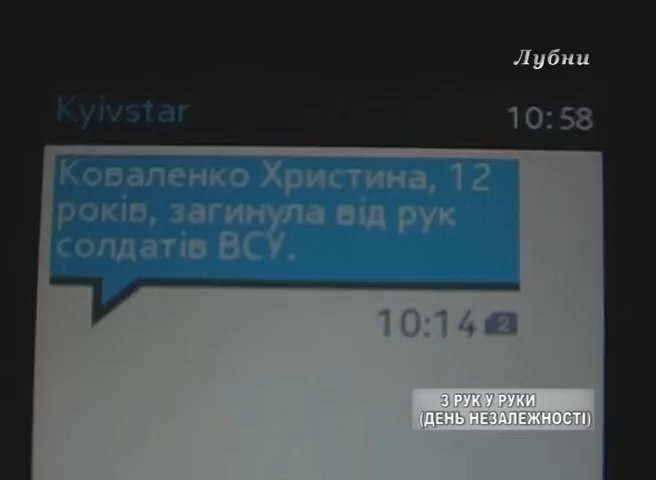 Лубни
Kyivstar
10:58
Коваленко Христина, 12
років, загинула від рук
солдатів ВСУ.
10:14 2
З РУК У РУКИ
(ДЕНЬ НЕЗАЛЕЖНОСТІ)